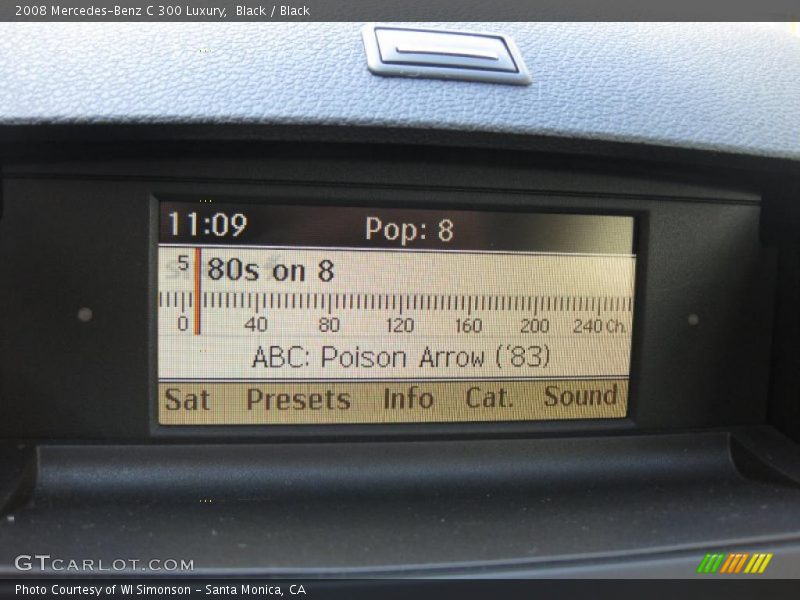 2008 Mercedes-Benz C 300 Luxury, Black / Black
11:09 Pop: 8
5 80s on 8
0 40 80 120 160 200 240 Ch.
ABC: Poison Arrow ('83)
Sat Presets Info Cat. Sound
GTCARLOT.COM
Photo Courtesy of WI Simonson - Santa Monica, CA